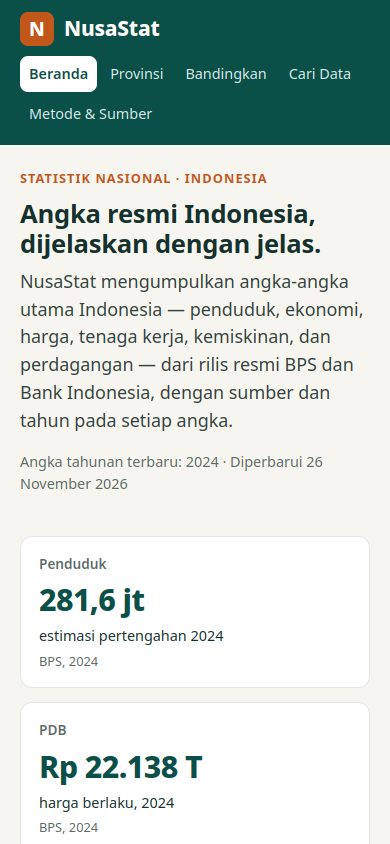 N NusaStat
Beranda Provinsi Bandingkan Cari Data
Metode & Sumber
STATISTIK NASIONAL · INDONESIA
Angka resmi Indonesia,
dijelaskan dengan jelas.
NusaStat mengumpulkan angka-angka
utama Indonesia — penduduk, ekonomi,
harga, tenaga kerja, kemiskinan, dan
perdagangan — dari rilis resmi BPS dan
Bank Indonesia, dengan sumber dan
tahun pada setiap angka.
Angka tahunan terbaru: 2024 · Diperbarui 26
November 2026
Penduduk
281,6 jt
estimasi pertengahan 2024
BPS, 2024
PDB
Rp 22.138 T
harga berlaku, 2024
BPS, 2024